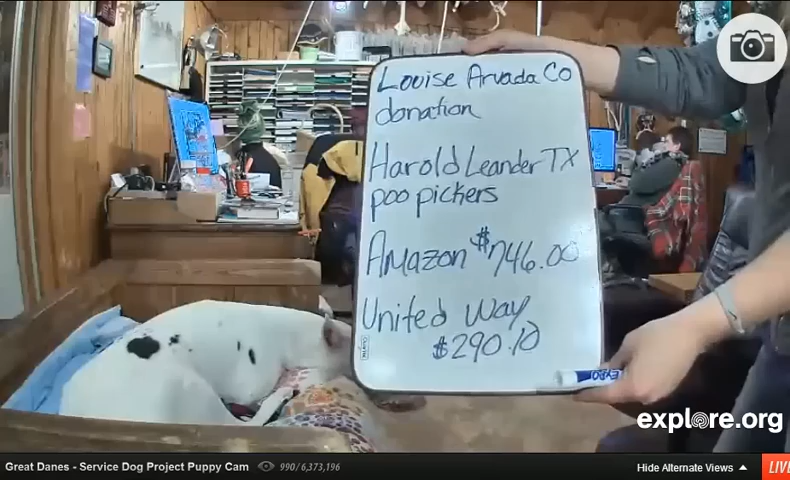 Louise Arvada Co
donation
Harold Leander TX
poo pickers
Amazon $746.00
United Way
$290.10
EXPO
explore.org
Great Danes - Service Dog Project Puppy Cam
990/6,373,196
Hide Alternate Views
LIVE